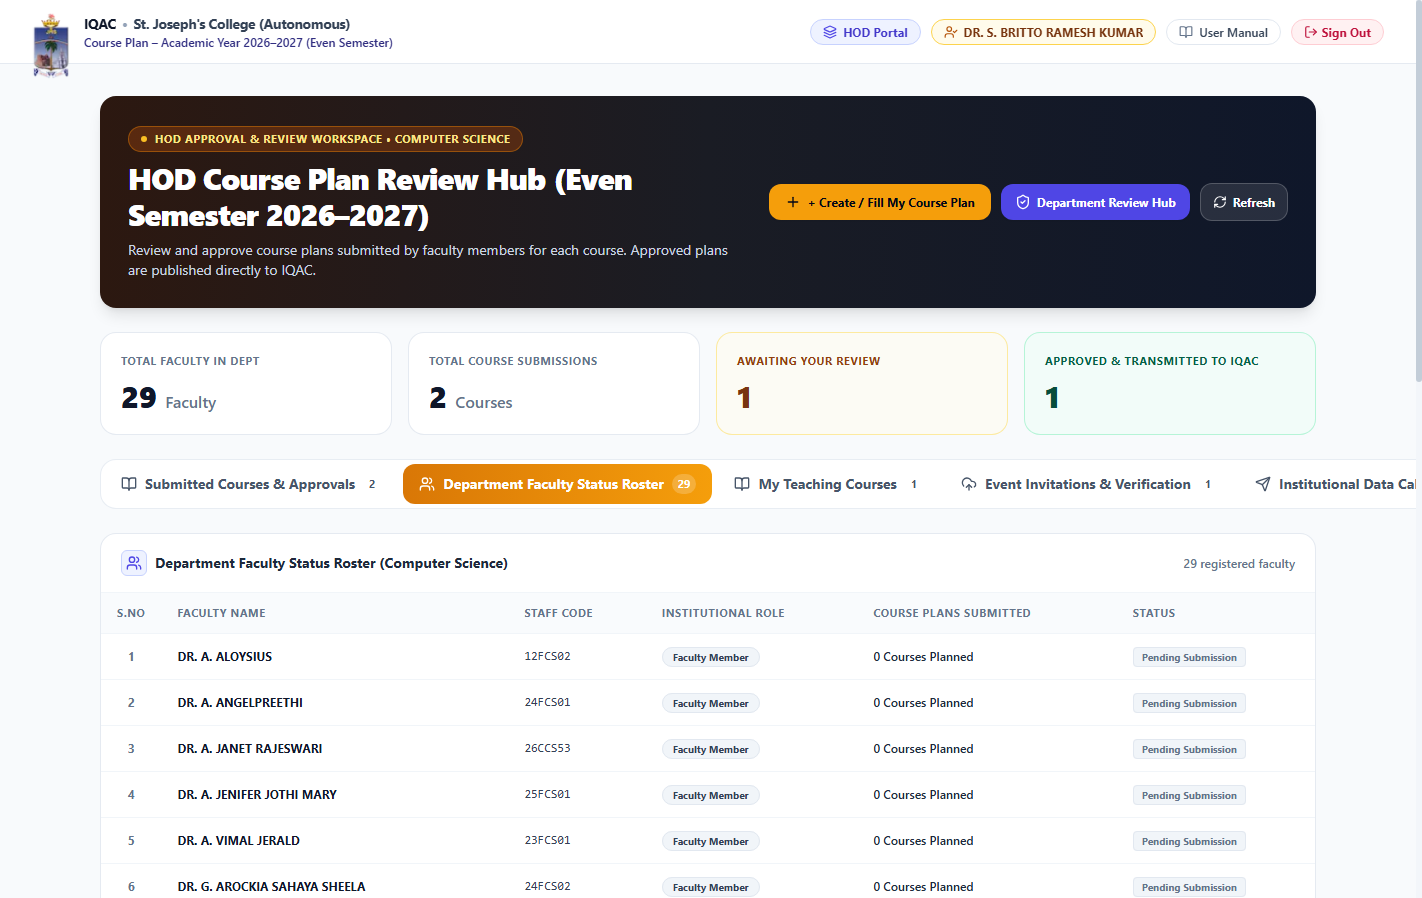 IQAC • St. Joseph's College (Autonomous)
Course Plan – Academic Year 2026–2027 (Even Semester)
HOD Portal
DR. S. BRITTO RAMESH KUMAR
User Manual
Sign Out
HOD APPROVAL & REVIEW WORKSPACE • COMPUTER SCIENCE
HOD Course Plan Review Hub (Even
Semester 2026–2027)
Review and approve course plans submitted by faculty members for each course. Approved plans
are published directly to IQAC.
+ Create / Fill My Course Plan
Department Review Hub
Refresh
TOTAL FACULTY IN DEPT
29 Faculty
TOTAL COURSE SUBMISSIONS
2 Courses
AWAITING YOUR REVIEW
1
APPROVED & TRANSMITTED TO IQAC
1
Submitted Courses & Approvals 2
Department Faculty Status Roster 29
My Teaching Courses 1
Event Invitations & Verification 1
Institutional Data Cal
Department Faculty Status Roster (Computer Science)
29 registered faculty
S.NO FACULTY NAME STAFF CODE INSTITUTIONAL ROLE COURSE PLANS SUBMITTED STATUS
1 DR. A. ALOYSIUS 12FCS02 Faculty Member 0 Courses Planned Pending Submission
2 DR. A. ANGELPREETHI 24FCS01 Faculty Member 0 Courses Planned Pending Submission
3 DR. A. JANET RAJESWARI 26CCS53 Faculty Member 0 Courses Planned Pending Submission
4 DR. A. JENIFER JOTHI MARY 25FCS01 Faculty Member 0 Courses Planned Pending Submission
5 DR. A. VIMAL JERALD 23FCS01 Faculty Member 0 Courses Planned Pending Submission
6 DR. G. AROCKIA SAHAYA SHEELA 24FCS02 Faculty Member 0 Courses Planned Pending Submission